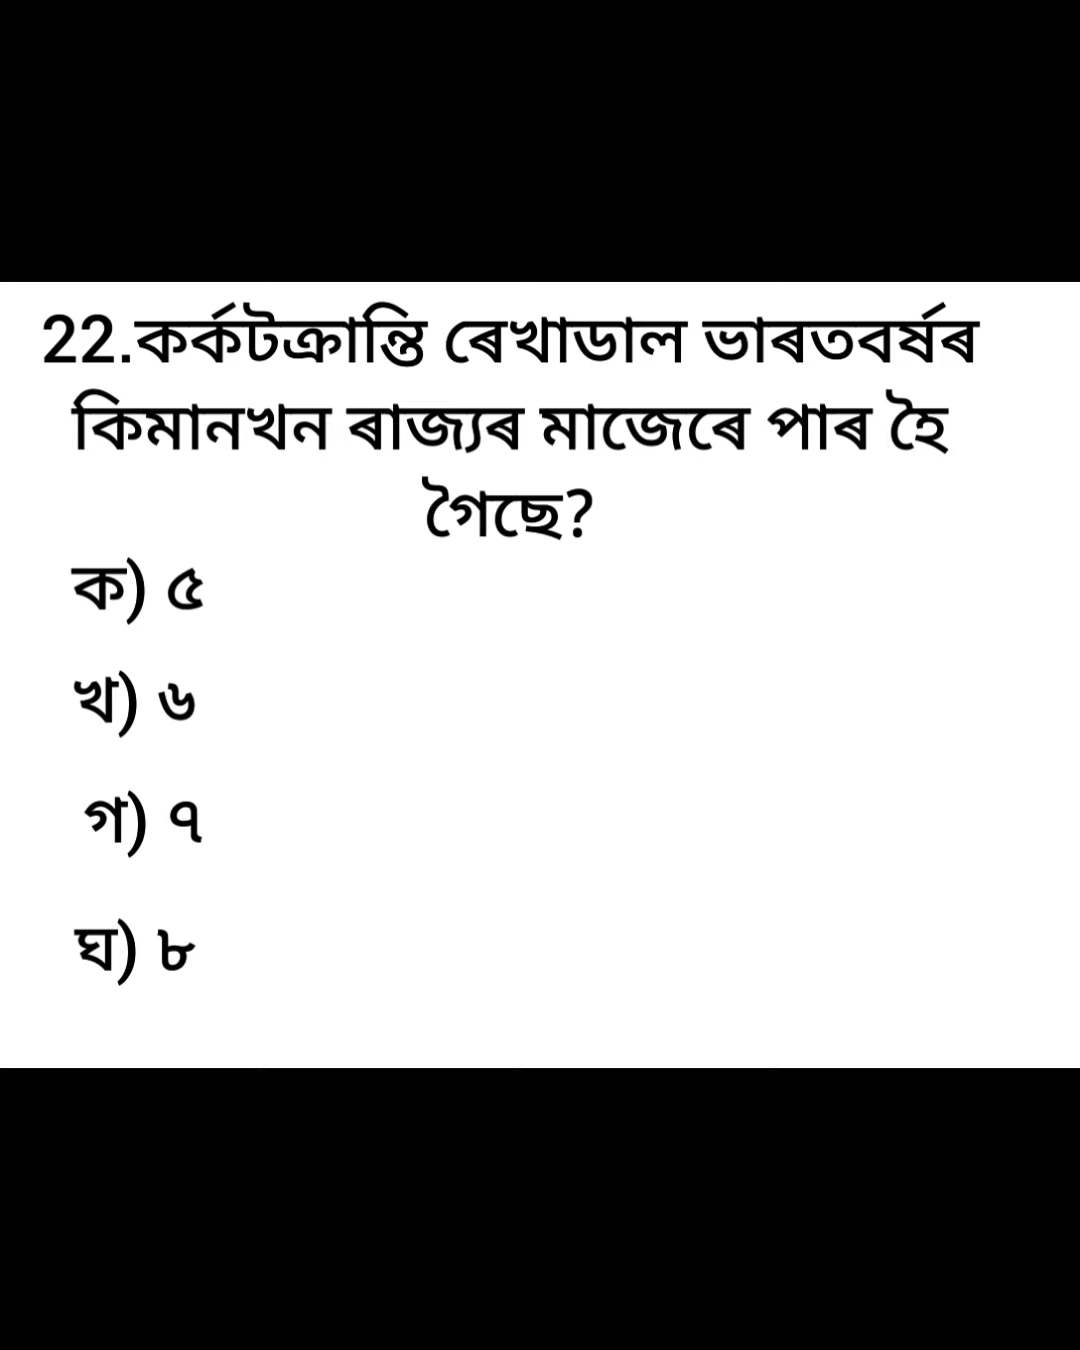 22.কৰ্কটক্ৰান্তি ৰেখাডাল ভাৰতবৰ্ষৰ
কিমানখন ৰাজ্যৰ মাজেৰে পাৰ হৈ
গৈছে?
ক) ৫
খ) ৬
গ) ৭
ঘ) ৮